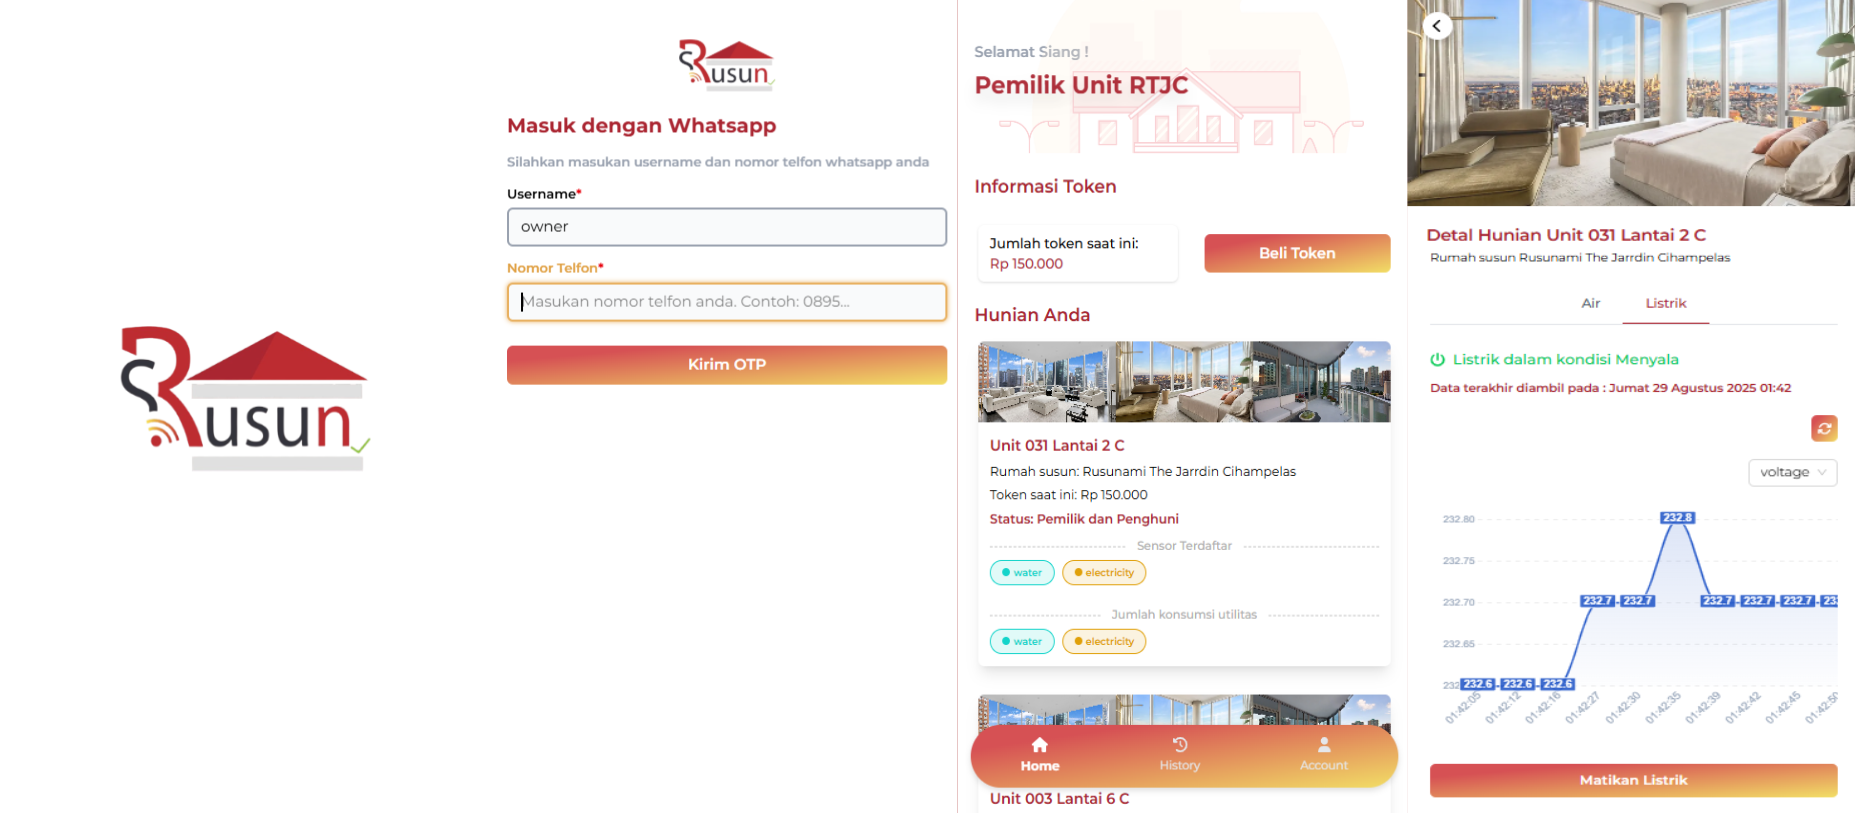 Rusun
Rusun
Masuk dengan Whatsapp
Silahkan masukan username dan nomor telfon whatsapp anda
Username*
owner
Nomor Telfon*
Masukan nomor telfon anda. Contoh: 0895...
Kirim OTP
Selamat Siang !
Pemilik Unit RTJC
Informasi Token
Jumlah token saat ini:
Rp 150.000
Beli Token
Hunian Anda
Unit 031 Lantai 2 C
Rumah susun: Rusunami The Jarrdin Cihampelas
Token saat ini: Rp 150.000
Status: Pemilik dan Penghuni
Sensor Terdaftar
water electricity
Jumlah konsumsi utilitas
water electricity
Home History Account
Unit 003 Lantai 6 C
Detal Hunian Unit 031 Lantai 2 C
Rumah susun Rusunami The Jarrdin Cihampelas
Air Listrik
Listrik dalam kondisi Menyala
Data terakhir diambil pada : Jumat 29 Agustus 2025 01:42
voltage
232.80 232.8
232.75
232.70 232.7 232.7 232.7 232.7 232.7
232.65
232.6 232.6 232.6
01:42:05 01:42:12 01:42:16 01:42:27 01:42:30 01:42:35 01:42:39 01:42:42 01:42:45
Matikan Listrik